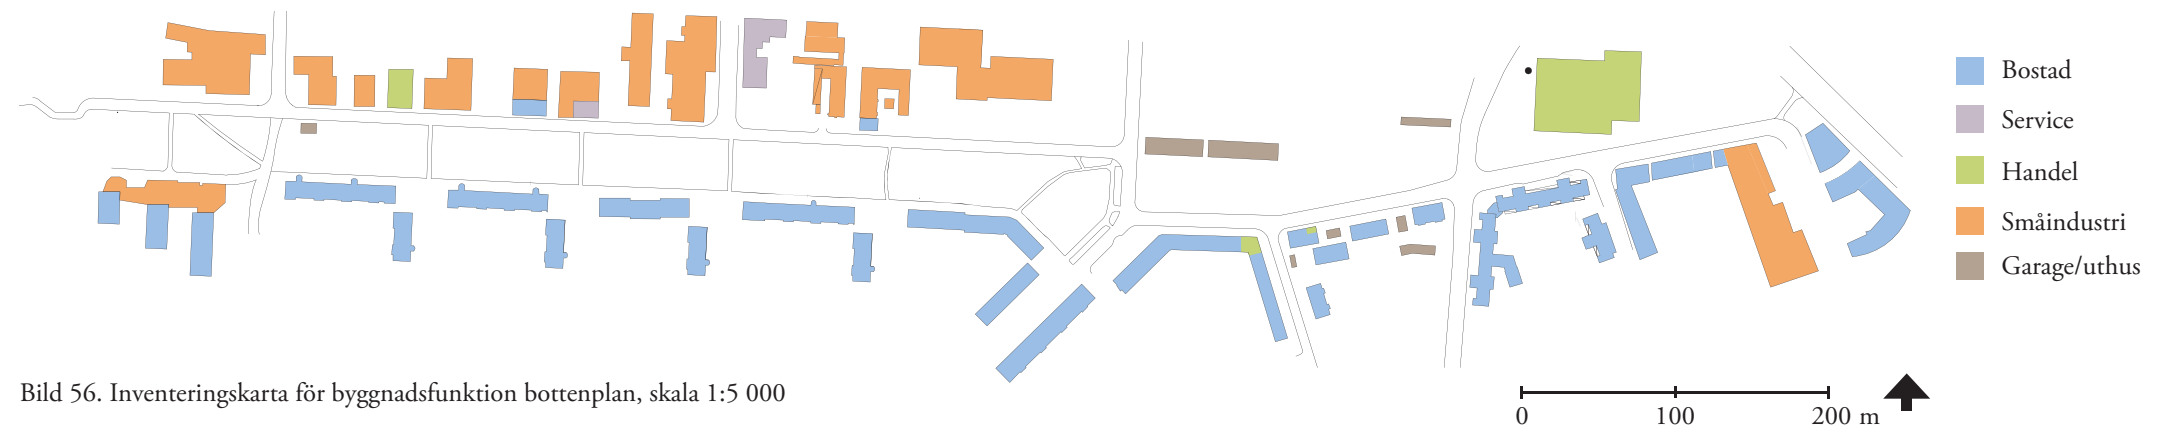 Bostad
Service
Handel
Småindustri
Garage/uthus
Bild 56. Inventeringskarta för byggnadsfunktion bottenplan, skala 1:5 000
0 100 200 m